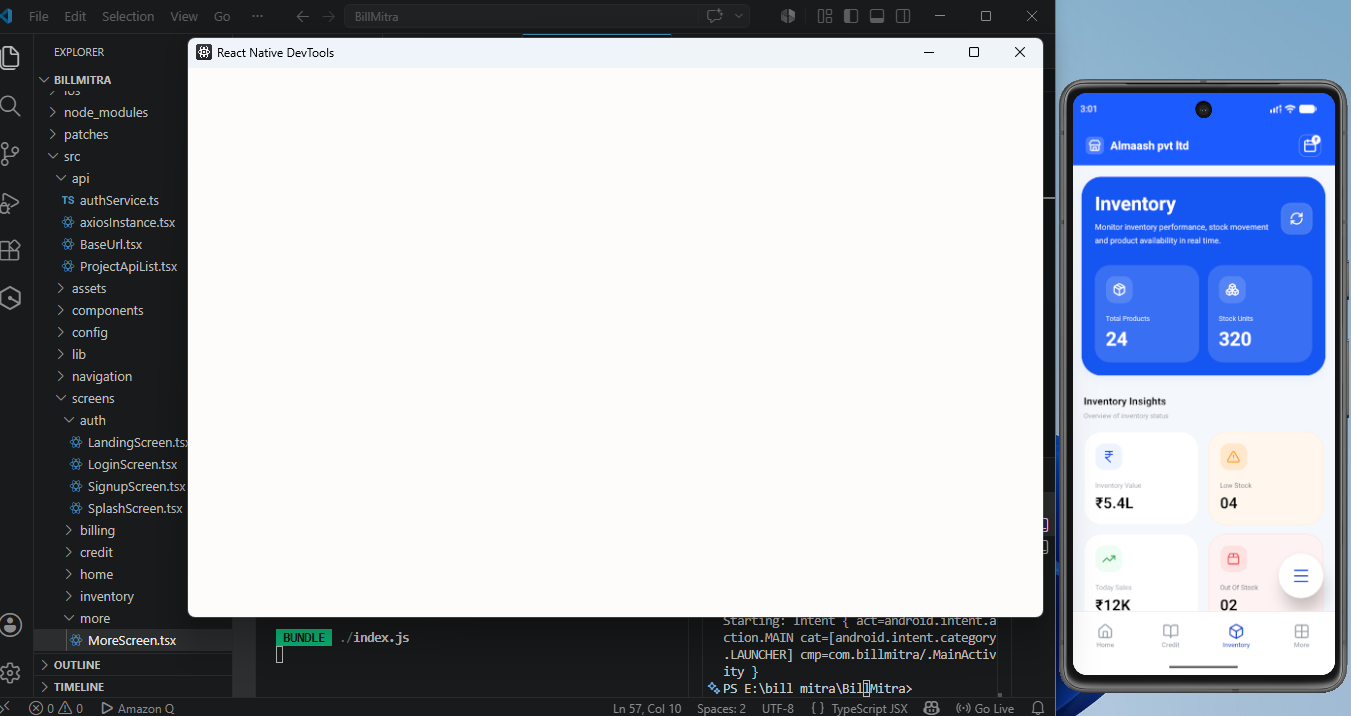 File Edit Selection View Go ··· BillMitra
EXPLORER
BILLMITRA
ios
node_modules
patches
src
api
TS authService.ts
axiosInstance.tsx
BaseUrl.tsx
ProjectApiList.tsx
assets
components
config
lib
navigation
screens
auth
LandingScreen.tsx
LoginScreen.tsx
SignupScreen.tsx
SplashScreen.tsx
billing
credit
home
inventory
more
MoreScreen.tsx
OUTLINE
TIMELINE
React Native DevTools
BUNDLE ./index.js
Starting: Intent { act=android.intent.a
ction.MAIN cat=[android.intent.category
.LAUNCHER] cmp=com.billmitra/.MainActiv
ity }
PS E:\bill mitra\BillMitra>
0 0 Amazon Q Ln 57, Col 10 Spaces: 2 UTF-8 { } TypeScript JSX Go Live
3:01
Almaash pvt ltd
Inventory
Monitor inventory performance, stock movement
and product availability in real time.
Total Products
24
Stock Units
320
Inventory Insights
Overview of inventory status
Inventory Value
₹5.4L
Low Stock
04
Today Sales
₹12K
Out Of Stock
02
Home Credit Inventory More